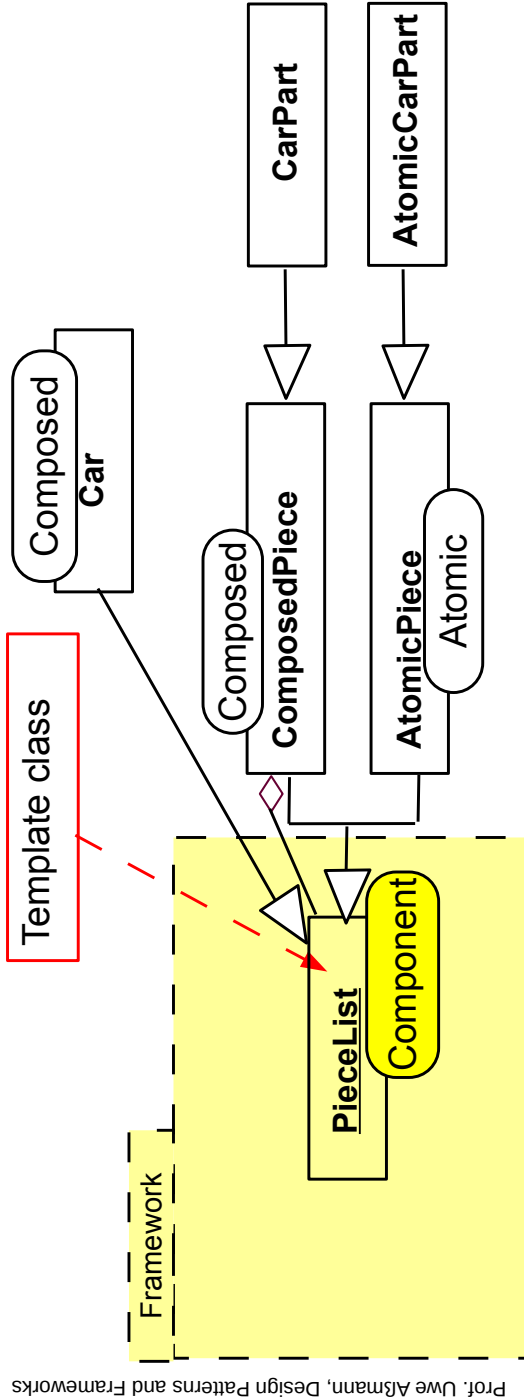 Framework
Template class
PieceList
Component
Composed
Car
Composed
ComposedPiece
AtomicPiece
Atomic
CarPart
AtomicCarPart
Prof. Uwe Aßmann, Design Patterns and Frameworks